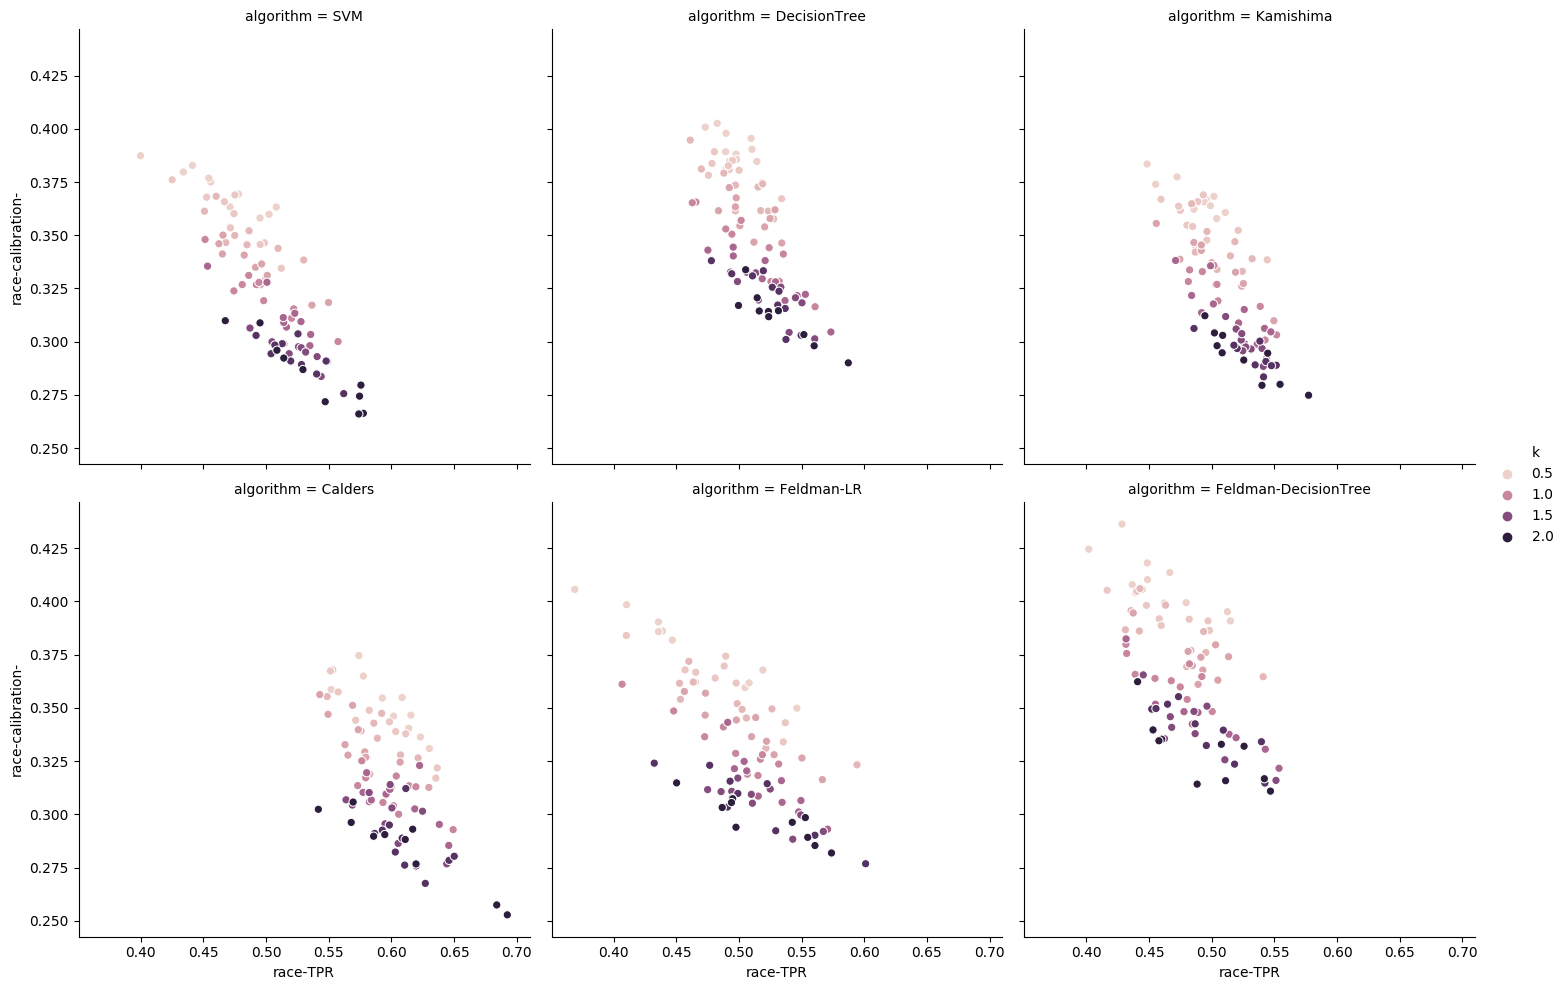 algorithm = SVM
algorithm = DecisionTree
algorithm = Kamishima
0.425
0.400
0.375
0.350
0.325
0.300
0.275
0.250
race-calibration-
k
0.5
1.0
1.5
2.0
algorithm = Calders
algorithm = Feldman-LR
algorithm = Feldman-DecisionTree
0.425
0.400
0.375
0.350
0.325
0.300
0.275
0.250
race-calibration-
0.40 0.45 0.50 0.55 0.60 0.65 0.70
0.40 0.45 0.50 0.55 0.60 0.65 0.70
0.40 0.45 0.50 0.55 0.60 0.65 0.70
race-TPR
race-TPR
race-TPR